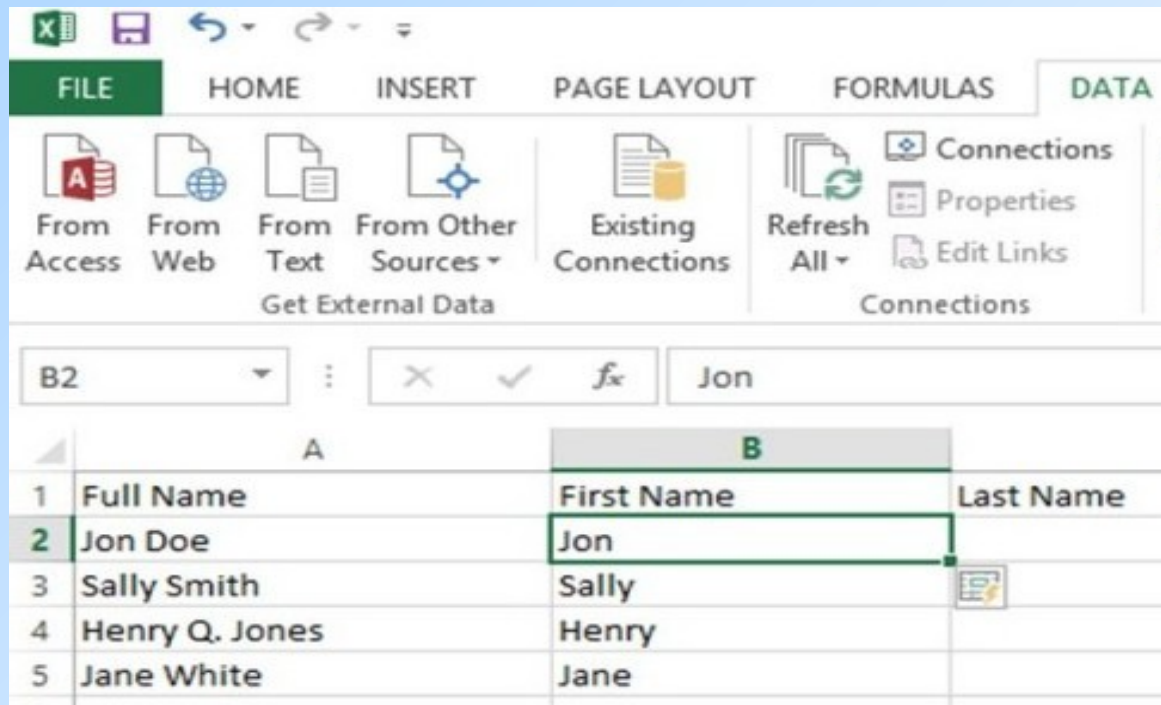 FILE HOME INSERT PAGE LAYOUT FORMULAS DATA
From Access
From Web
From Text
From Other Sources
Get External Data
Existing Connections
Refresh All
Connections
Properties
Edit Links
Connections
B2 fx Jon
A B
1 Full Name First Name Last Name
2 Jon Doe Jon
3 Sally Smith Sally
4 Henry Q. Jones Henry
5 Jane White Jane